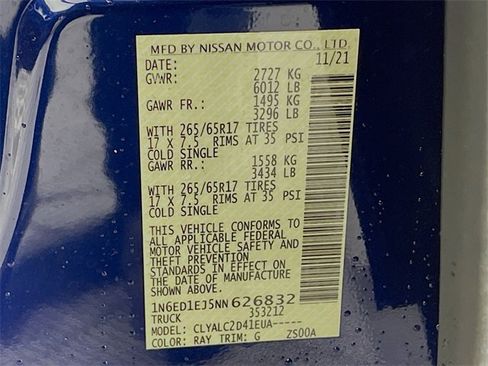 MFD BY NISSAN MOTOR CO., LTD.
DATE: 11/21
GVWR: 2727 KG
6012 LB
GAWR FR.: 1495 KG
3296 LB
WITH 265/65R17 TIRES
17 X 7.5 RIMS AT 35 PSI
COLD SINGLE
GAWR RR.: 1558 KG
3434 LB
WITH 265/65R17 TIRES
17 X 7.5 RIMS AT 35 PSI
COLD SINGLE
THIS VEHICLE CONFORMS TO
ALL APPLICABLE FEDERAL
MOTOR VEHICLE SAFETY AND
THEFT PREVENTION
STANDARDS IN EFFECT ON
THE DATE OF MANUFACTURE
SHOWN ABOVE.
1N6ED1EJ5NN626832
TRUCK 353212
MODEL: CLYALC2D41EUA-----
COLOR: RAY TRIM: G ZS00A